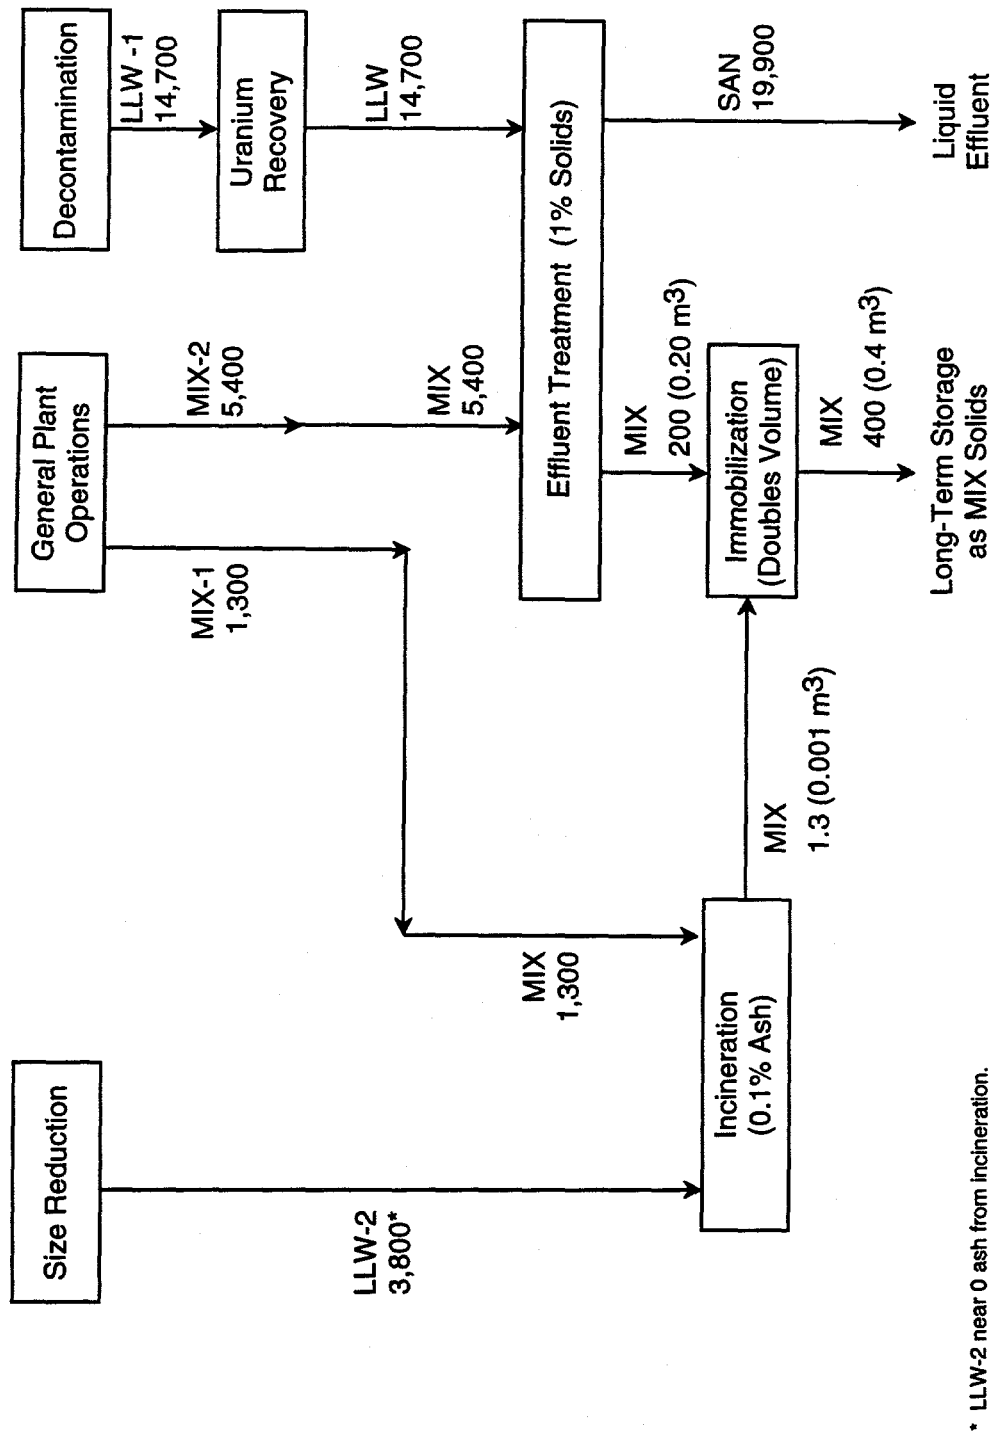 Size Reduction
General Plant
Operations
Decontamination
LLW-2
3,800*
MIX-1
1,300
MIX-2
5,400
LLW -1
14,700
Uranium
Recovery
MIX
1,300
MIX
5,400
LLW
14,700
Effluent Treatment (1% Solids)
Incineration
(0.1% Ash)
MIX
1.3 (0.001 m³)
MIX
200 (0.20 m³)
Immobilization
(Doubles Volume)
SAN
19,900
MIX
400 (0.4 m³)
Long-Term Storage
as MIX Solids
Liquid
Effluent
* LLW-2 near 0 ash from incineration.